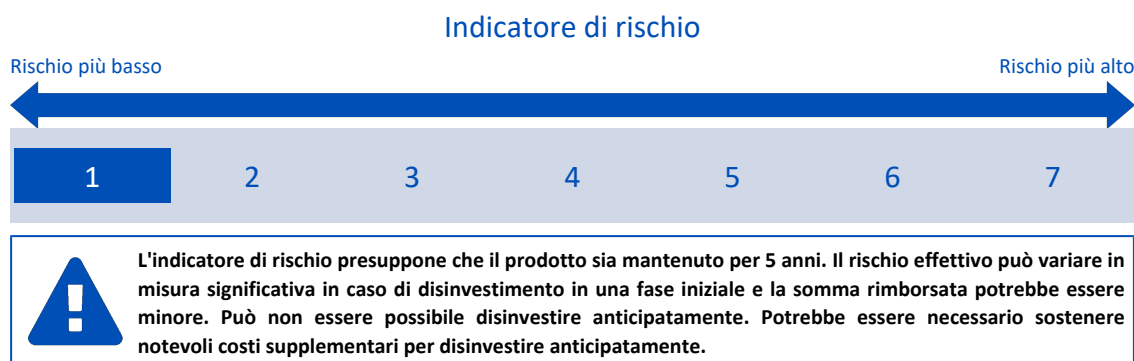 Indicatore di rischio
Rischio più basso
Rischio più alto
1 2 3 4 5 6 7
L'indicatore di rischio presuppone che il prodotto sia mantenuto per 5 anni. Il rischio effettivo può variare in
misura significativa in caso di disinvestimento in una fase iniziale e la somma rimborsata potrebbe essere
minore. Può non essere possibile disinvestire anticipatamente. Potrebbe essere necessario sostenere
notevoli costi supplementari per disinvestire anticipatamente.